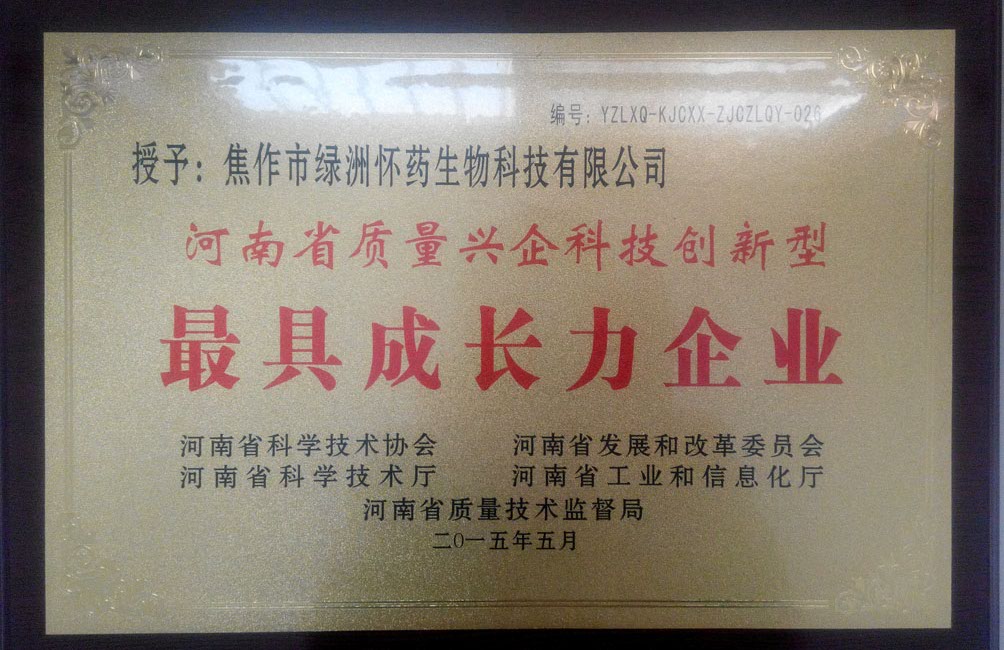 编号：YZLXQ-KJCXX-ZJCZLQY-026
授予：焦作市绿洲怀药生物科技有限公司
河南省质量兴企科技创新型
最具成长力企业
河南省科学技术协会 河南省发展和改革委员会
河南省科学技术厅 河南省工业和信息化厅
河南省质量技术监督局
二0一五年五月